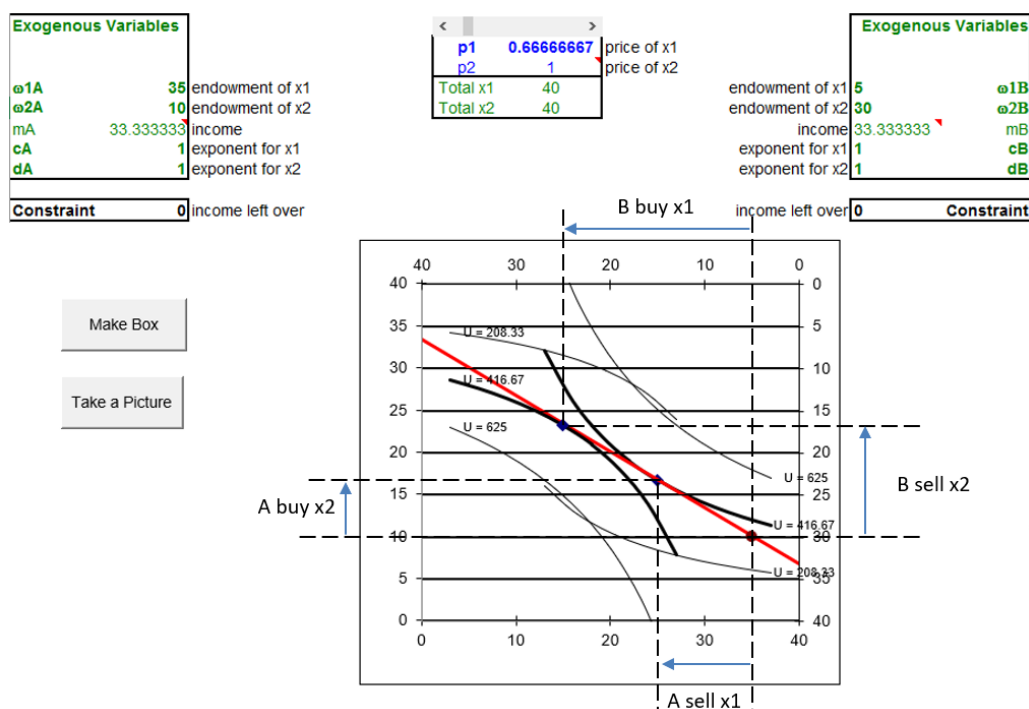 Exogenous Variables
ω1A 35 endowment of x1
ω2A 10 endowment of x2
mA 33.333333 income
cA 1 exponent for x1
dA 1 exponent for x2
Constraint 0 income left over
p1 0.66666667 price of x1
p2 1 price of x2
Total x1 40
Total x2 40
Exogenous Variables
endowment of x1 5 ω1B
endowment of x2 30 ω2B
income 33.333333 mB
exponent for x1 1 cB
exponent for x2 1 dB
income left over 0 Constraint
B buy x1
Make Box
Take a Picture
40 30 20 10 0
40 0
35 5
U = 208.33
30 10
U = 416.67
25 15
U = 625
20 20
U = 625
A buy x2
B sell x2
15 25
U = 416.67
10 30
U = 208.33
5 35
0 40
0 10 20 30 40
A sell x1